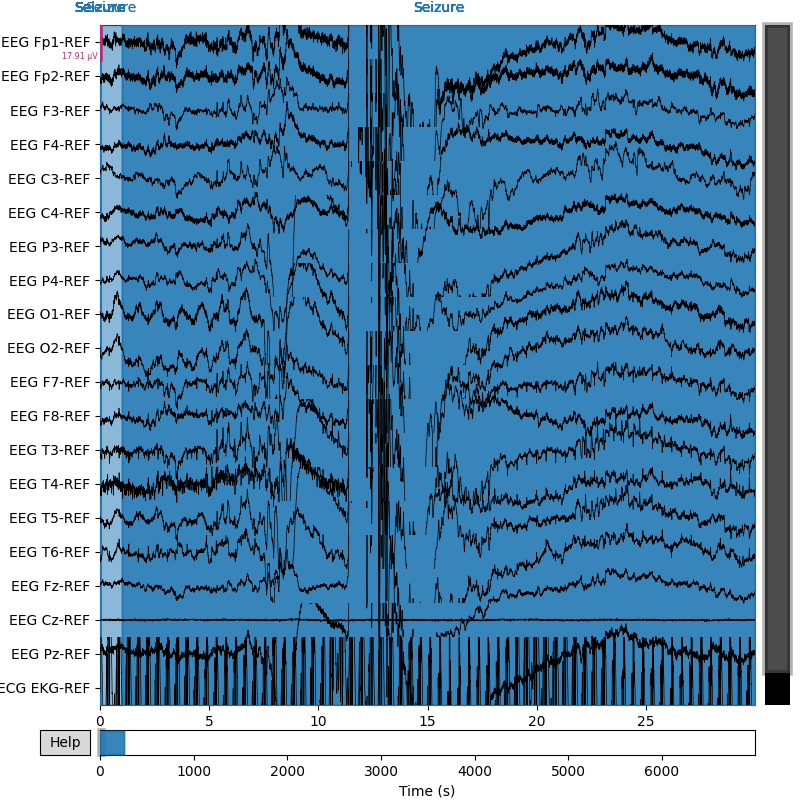 Seizure Seizure Seizure
EEG Fp1-REF
17.91 µV
EEG Fp2-REF
EEG F3-REF
EEG F4-REF
EEG C3-REF
EEG C4-REF
EEG P3-REF
EEG P4-REF
EEG O1-REF
EEG O2-REF
EEG F7-REF
EEG F8-REF
EEG T3-REF
EEG T4-REF
EEG T5-REF
EEG T6-REF
EEG Fz-REF
EEG Cz-REF
EEG Pz-REF
ECG EKG-REF
0 5 10 15 20 25
Help
0 1000 2000 3000 4000 5000 6000
Time (s)